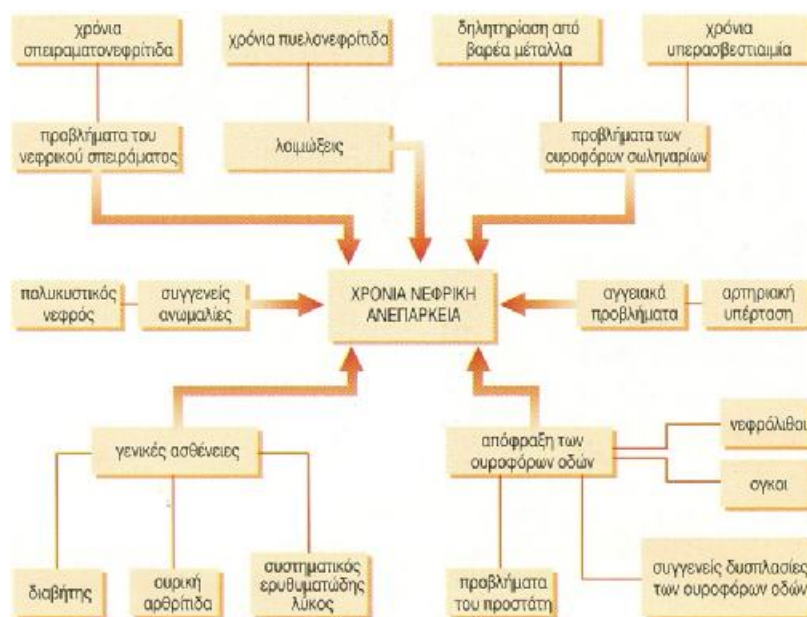 χρόνια
σπειραματονεφρίτιδα
χρόνια πυελονεφρίτιδα
δηλητηρίαση από
βαρέα μέταλλα
χρόνια
υπερασβεστιαιμία
προβλήματα του
νεφρικού σπειράματος
λοιμώξεις
προβλήματα των
ουροφόρων σωληναρίων
πολυκυστικός
νεφρός
συγγενείς
ανωμαλίες
ΧΡΟΝΙΑ ΝΕΦΡΙΚΗ
ΑΝΕΠΑΡΚΕΙΑ
αγγειακά
προβλήματα
αρτηριακή
υπέρταση
γενικές ασθένειες
απόφραξη των
ουροφόρων οδών
νεφρόλιθοι
ογκοι
διαβήτης
ουρική
αρθρίτιδα
συστηματικός
ερυθηματώδης
λύκος
προβλήματα
του προστάτη
συγγενείς δυσπλασίες
των ουροφόρων οδών